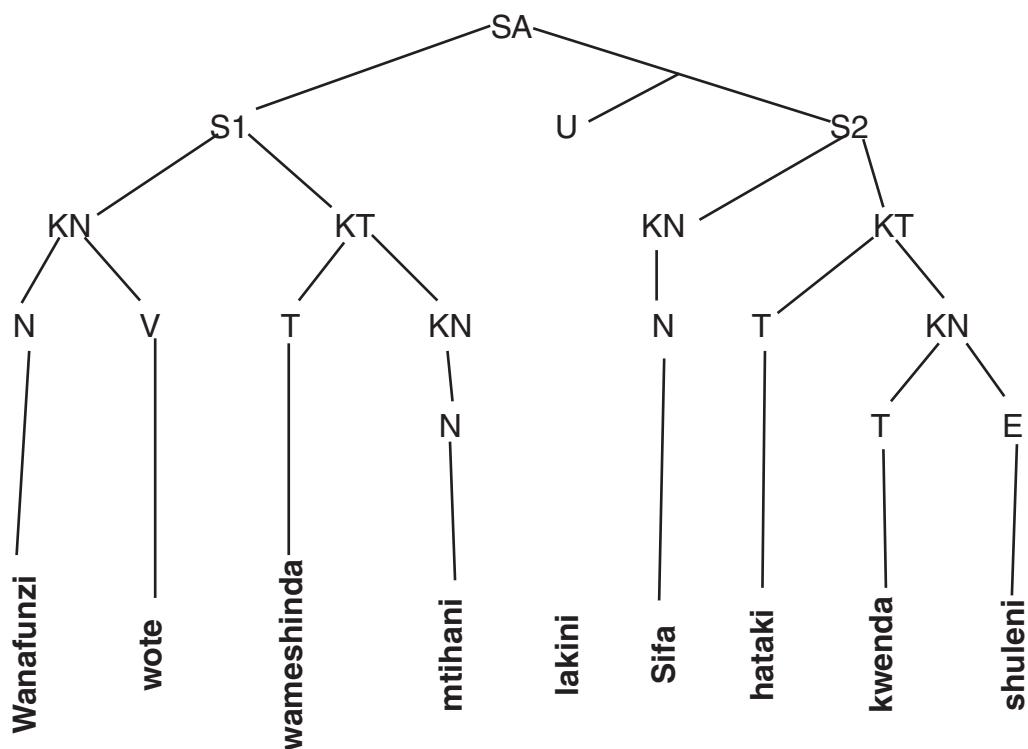 SA
S1 U S2
KN KT KN KT
N V T KN N T KN
N T E
Wanafunzi wote wameshinda mtihani lakini Sifa hataki kwenda shuleni